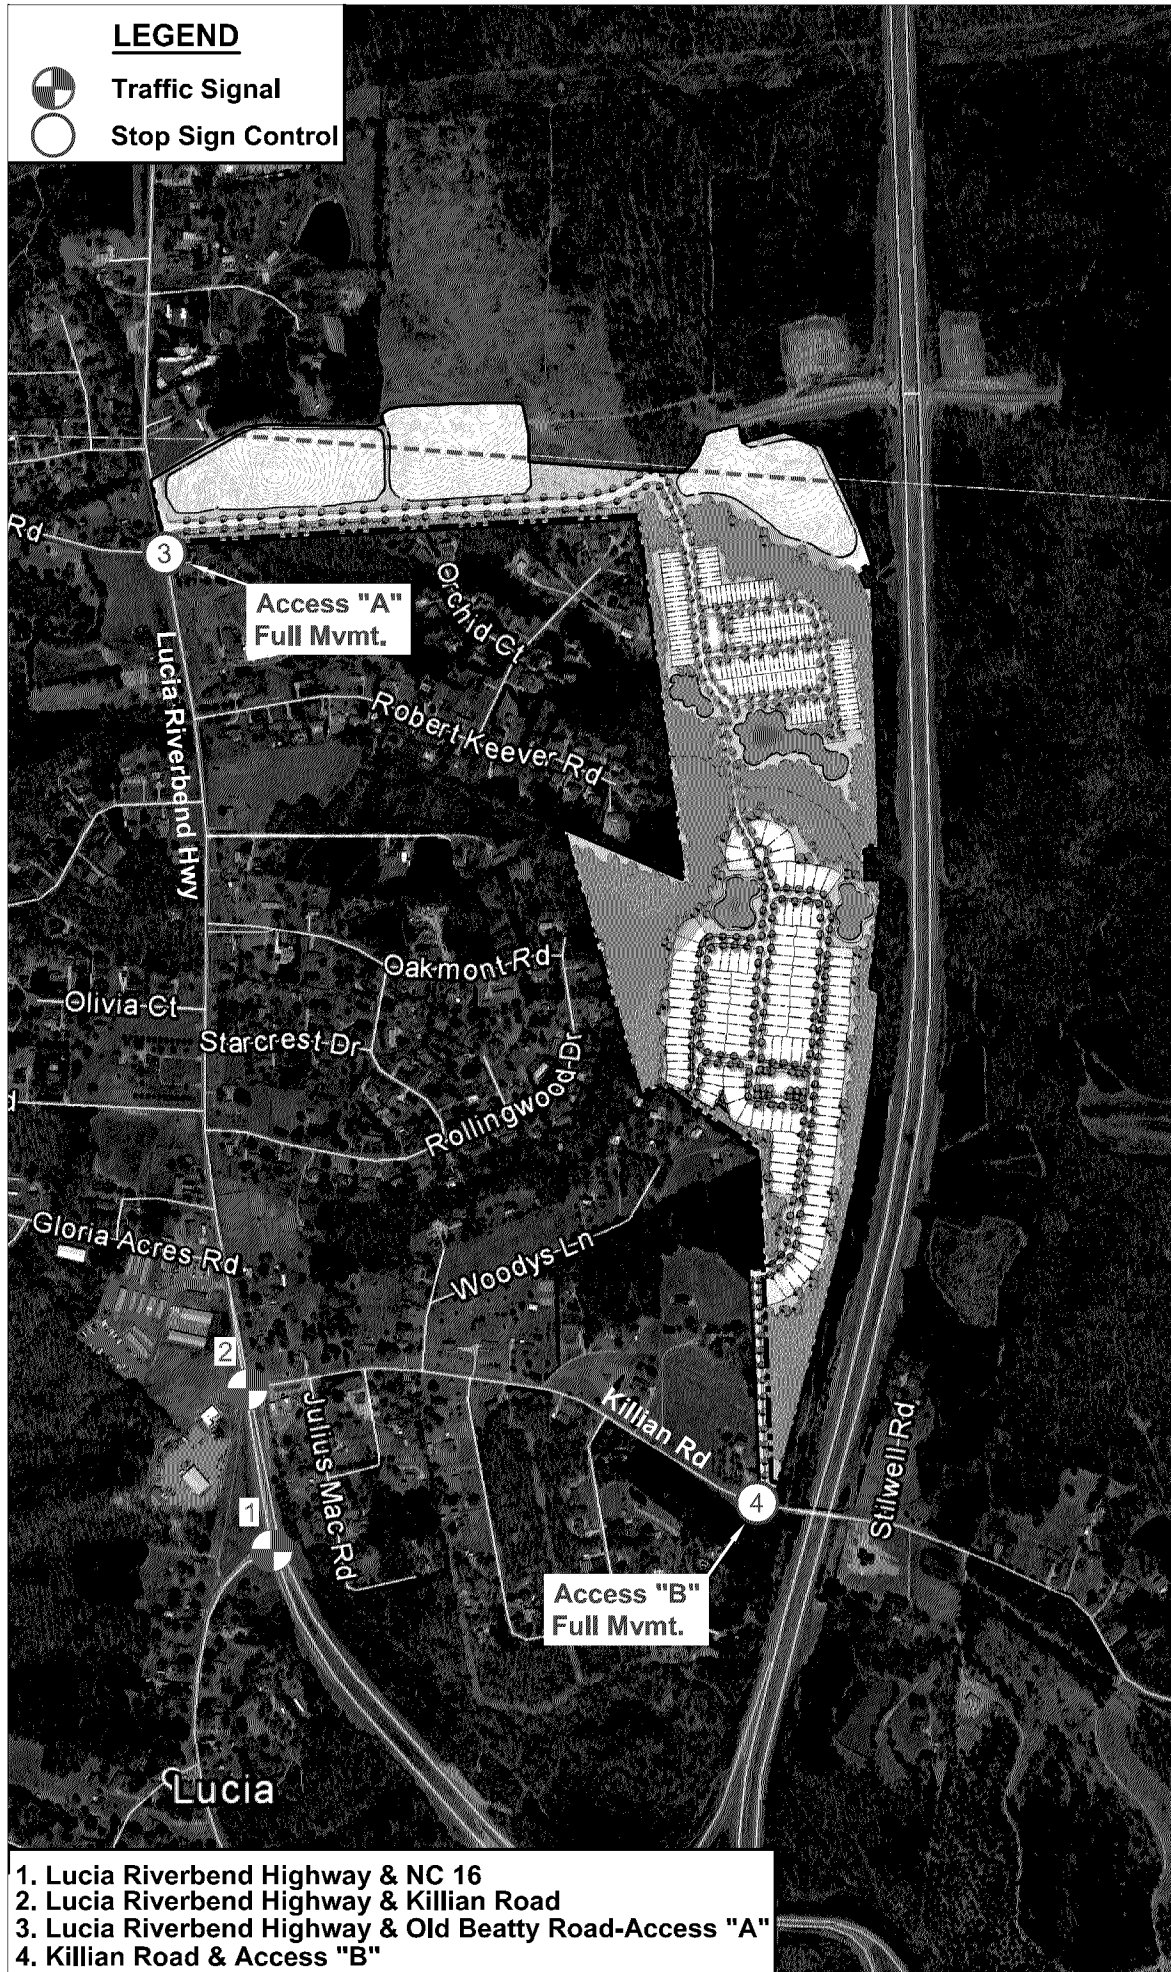 LEGEND
Traffic Signal
Stop Sign Control
Rd
3
Access "A"
Full Mvmt.
Orchid Ct
Lucia Riverbend Hwy
Robert Keever Rd
Oakmont Rd
Olivia Ct
Starcrest Dr
Rollingwood Dr
d
Gloria Acres Rd
Woodys Ln
2
Julius Mac Rd
Killian Rd
Stilwell Rd
1
4
Access "B"
Full Mvmt.
Lucia
1. Lucia Riverbend Highway & NC 16
2. Lucia Riverbend Highway & Killian Road
3. Lucia Riverbend Highway & Old Beatty Road-Access "A"
4. Killian Road & Access "B"